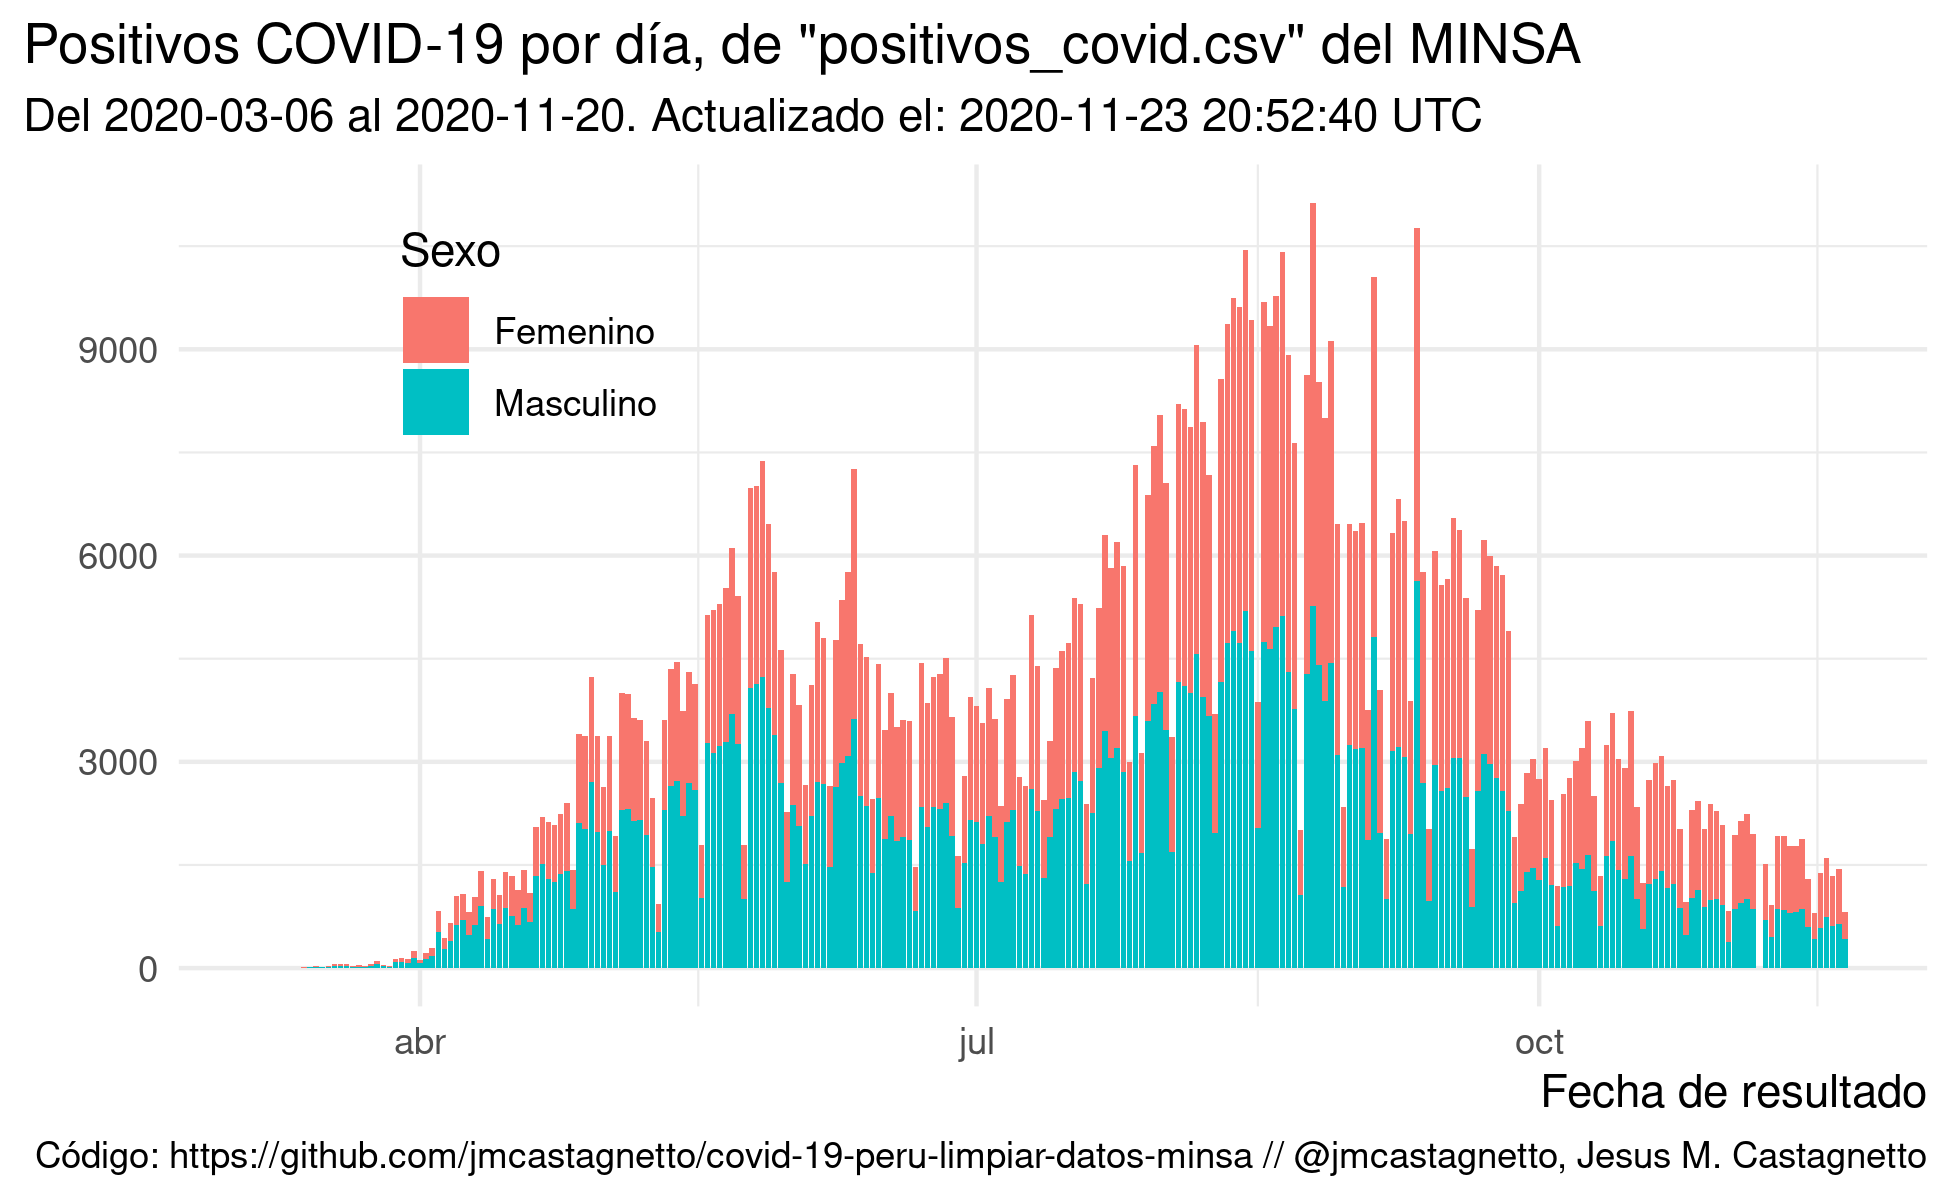 Positivos COVID-19 por día, de "positivos_covid.csv" del MINSA
Del 2020-03-06 al 2020-11-20. Actualizado el: 2020-11-23 20:52:40 UTC
Sexo
Femenino
Masculino
9000
6000
3000
0
abr jul oct
Fecha de resultado
Código: https://github.com/jmcastagnetto/covid-19-peru-limpiar-datos-minsa // @jmcastagnetto, Jesus M. Castagnetto